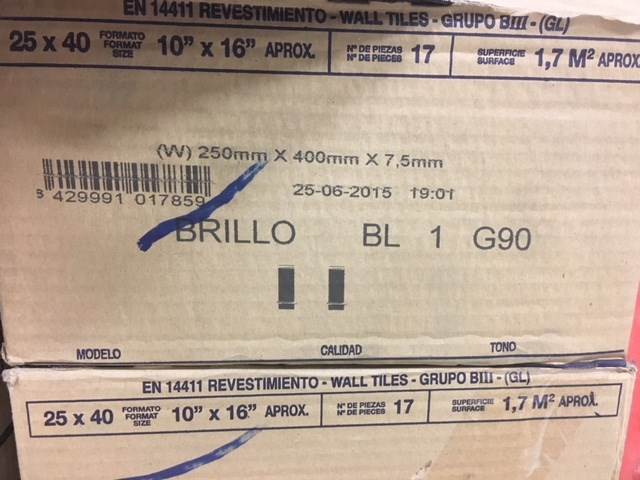 EN 14411 REVESTIMIENTO - WALL TILES - GRUPO BIII - (GL)
25 x 40 FORMATO FORMAT SIZE 10” x 16” APROX. Nº DE PIEZAS Nº DE PIECES 17 SUPERFICIE SURFACE 1,7 M² APROX
(W) 250mm X 400mm X 7,5mm
8 429991 017859
25-06-2015 19:01
BRILLO BL 1 G90
MODELO CALIDAD TONO
EN 14411 REVESTIMIENTO - WALL TILES - GRUPO BIII - (GL)
25 x 40 FORMATO FORMAT SIZE 10” x 16” APROX. Nº DE PIEZAS Nº DE PIECES 17 SUPERFICIE SURFACE 1,7 M² APROX.